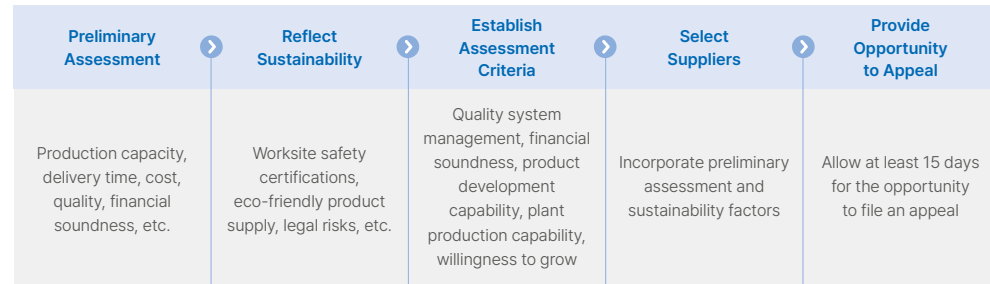 Preliminary
Assessment
Reflect
Sustainability
Establish
Assessment
Criteria
Select
Suppliers
Provide
Opportunity
to Appeal
Production capacity,
delivery time, cost,
quality, financial
soundness, etc.
Worksite safety
certifications,
eco-friendly product
supply, legal risks, etc.
Quality system
management, financial
soundness, product
development
capability, plant
production capability,
willingness to grow
Incorporate preliminary
assessment and
sustainability factors
Allow at least 15 days
for the opportunity
to file an appeal